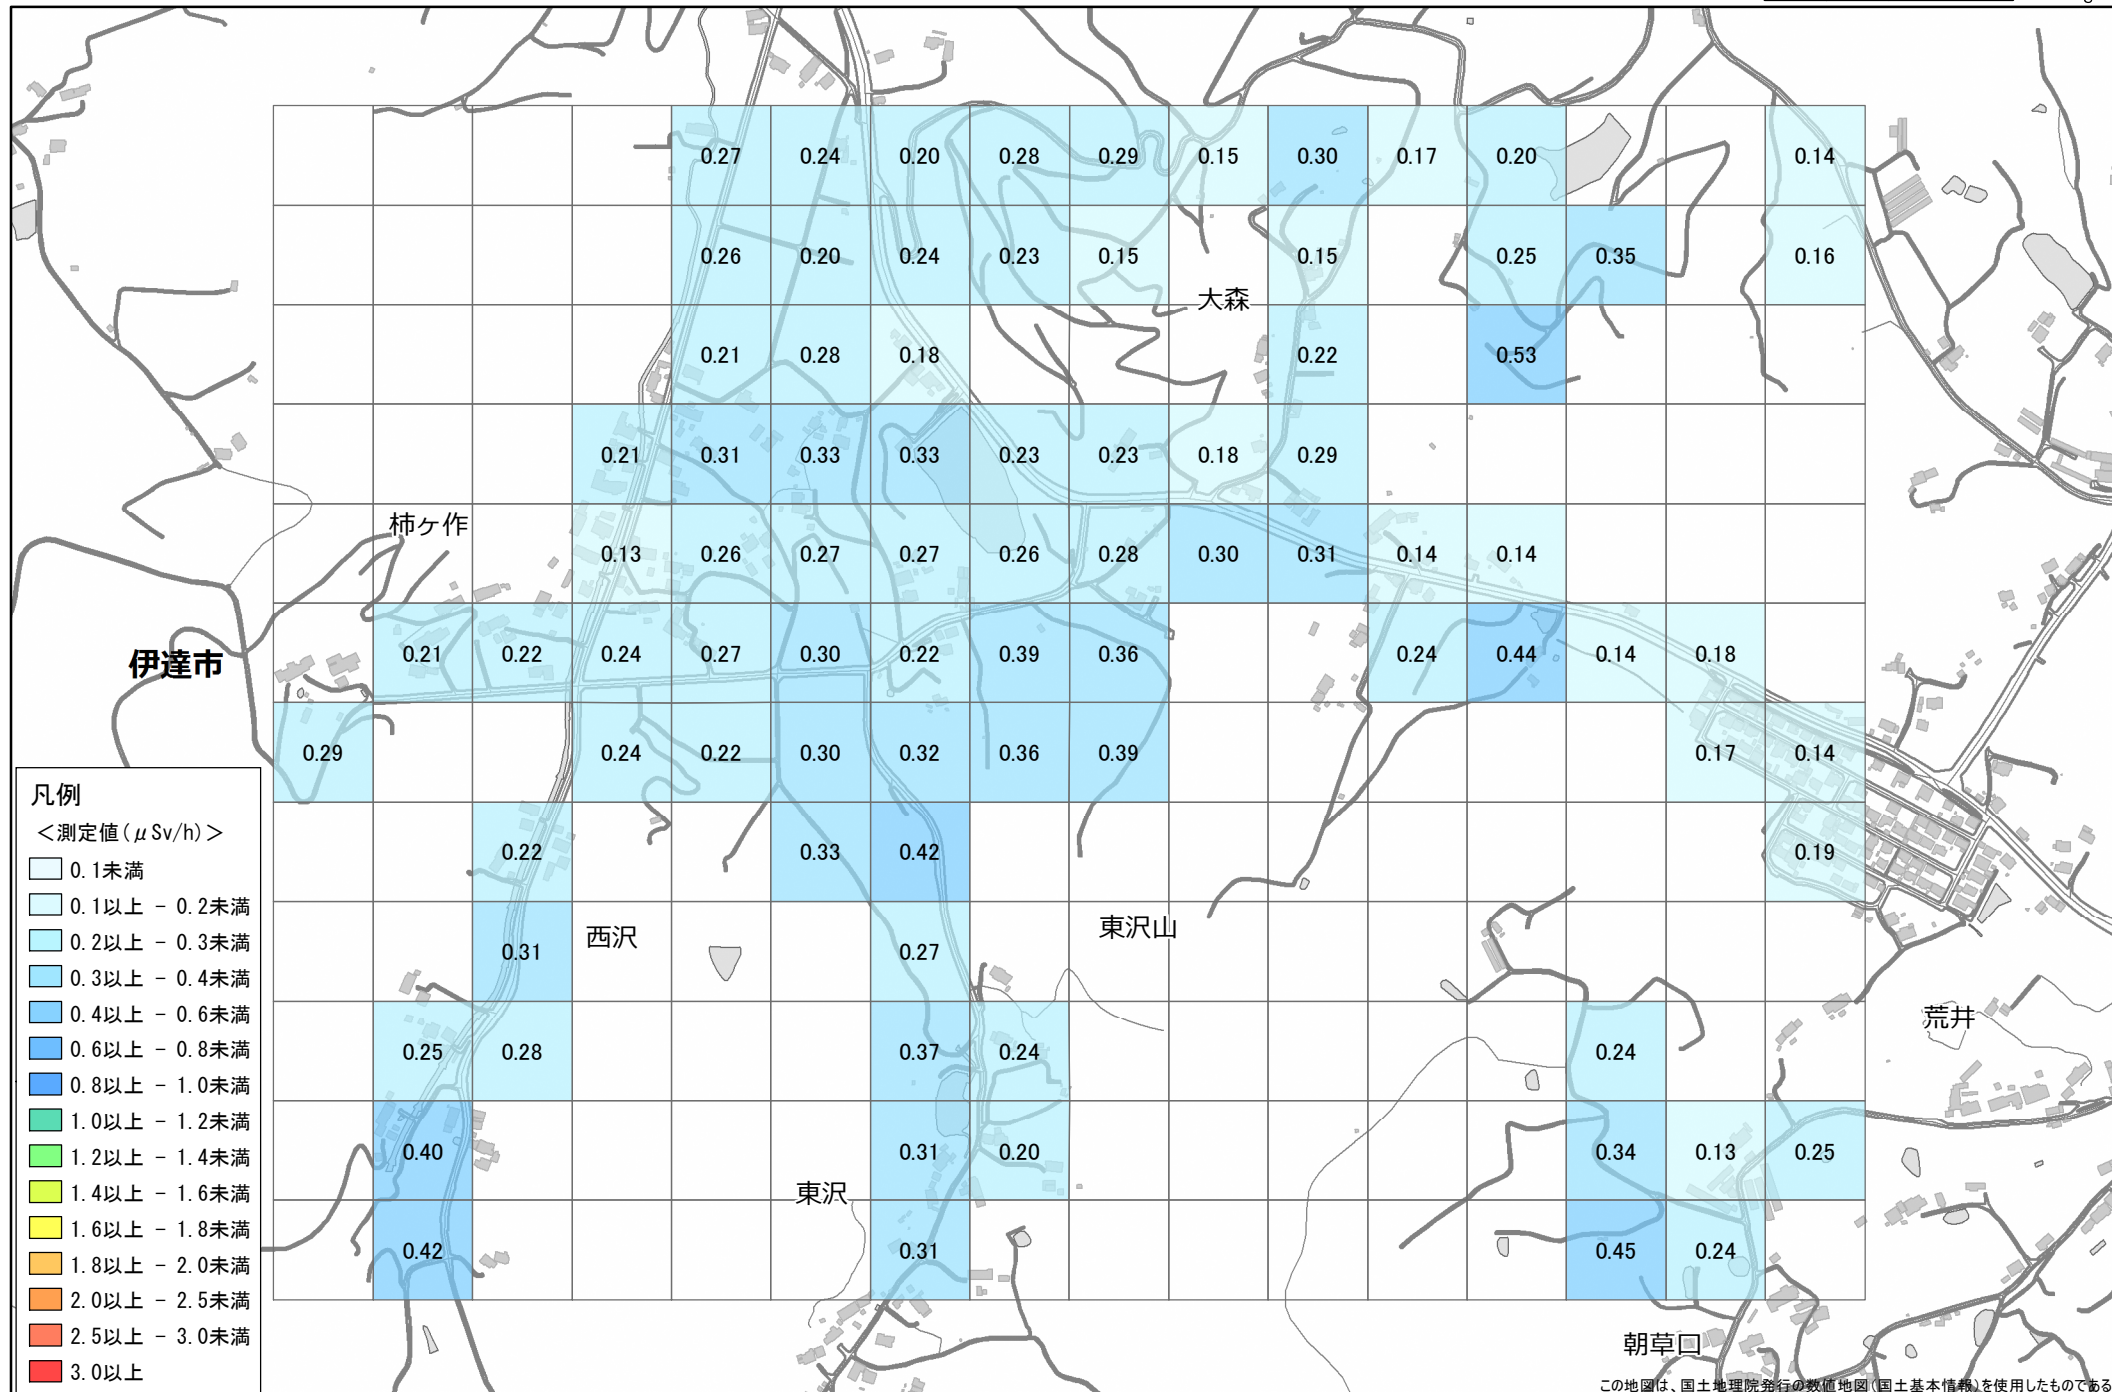 0.27 0.24 0.20 0.28 0.29 0.15 0.30 0.17 0.20 0.14
0.26 0.20 0.24 0.23 0.15 0.15 0.25 0.35 0.16
大森
0.21 0.28 0.18 0.22 0.53
0.21 0.31 0.33 0.33 0.23 0.23 0.18 0.29
柿ヶ作
0.13 0.26 0.27 0.27 0.26 0.28 0.30 0.31 0.14 0.14
伊達市
0.21 0.22 0.24 0.27 0.30 0.22 0.39 0.36 0.24 0.44 0.14 0.18
0.29 0.24 0.22 0.30 0.32 0.36 0.39 0.17 0.14
0.22 0.33 0.42 0.19
0.31 西沢 0.27 東沢山
荒井
0.25 0.28 0.37 0.24 0.24
0.40 0.31 0.20 0.34 0.13 0.25
東沢
0.42 0.31 0.45 0.24
朝草口
凡例
＜測定値(μSv/h)＞
0.1未満
0.1以上 － 0.2未満
0.2以上 － 0.3未満
0.3以上 － 0.4未満
0.4以上 － 0.6未満
0.6以上 － 0.8未満
0.8以上 － 1.0未満
1.0以上 － 1.2未満
1.2以上 － 1.4未満
1.4以上 － 1.6未満
1.6以上 － 1.8未満
1.8以上 － 2.0未満
2.0以上 － 2.5未満
2.5以上 － 3.0未満
3.0以上
この地図は、国土地理院発行の数値地図(国土基本情報)を使用したものである